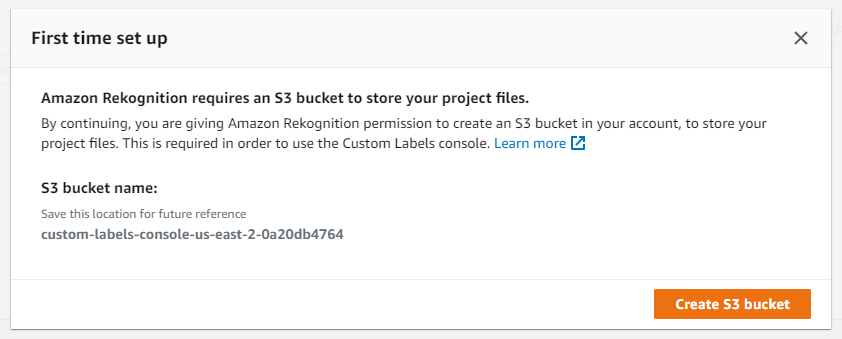 First time set up
Amazon Rekognition requires an S3 bucket to store your project files.
By continuing, you are giving Amazon Rekognition permission to create an S3 bucket in your account, to store your
project files. This is required in order to use the Custom Labels console. Learn more
S3 bucket name:
Save this location for future reference
custom-labels-console-us-east-2-0a20db4764
Create S3 bucket